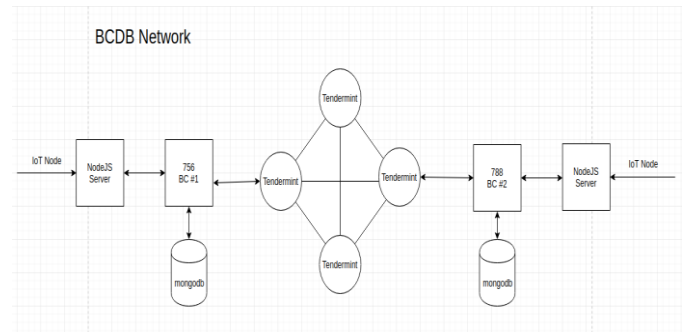 BCDB Network
Tendermint
IoT Node
NodeJS
Server
756
BC #1
Tendermint
Tendermint
788
BC #2
NodeJS
Server
IoT Node
Tendermint
mongodb
mongodb